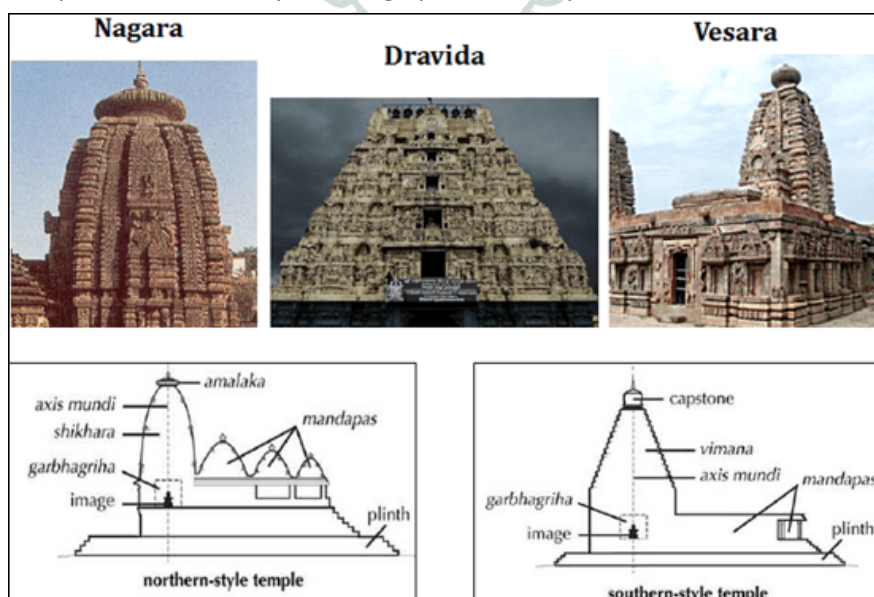 Nagara
Dravida
Vesara
amalaka
axis mundi
shikhara
mandapas
garbhagriha
image
plinth
northern-style temple
capstone
vimana
axis mundi
mandapas
garbhagriha
image
plinth
southern-style temple